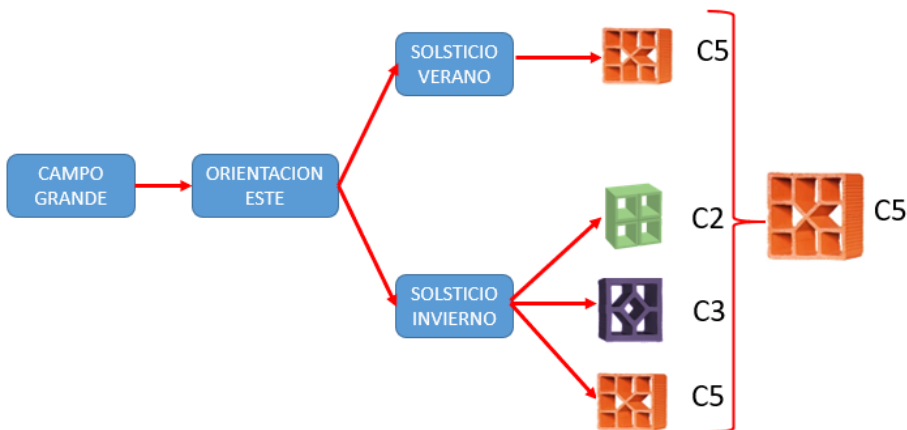 CAMPO
GRANDE
ORIENTACION
ESTE
SOLSTICIO
VERANO
C5
SOLSTICIO
INVIERNO
C2
C3
C5
C5